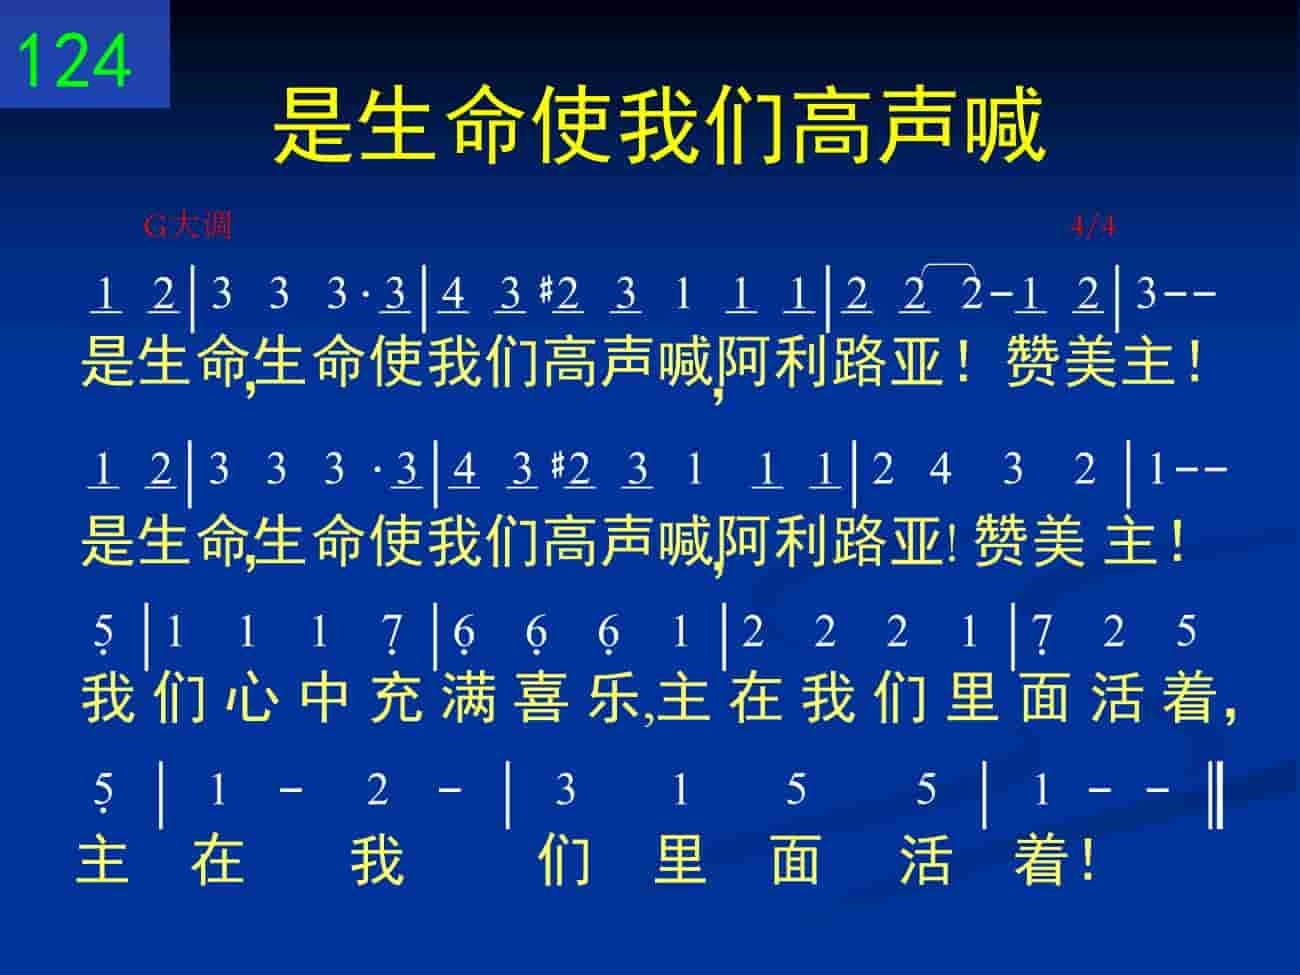 124
是生命使我们高声喊
G大调 4/4
1 2|3 3 3·3|4 3 #2 3 1 1 1|2 2 2-1 2|3--
是生命,生命使我们高声喊,阿利路亚！赞美主！
1 2|3 3 3·3|4 3 #2 3 1 1 1|2 4 3 2|1--
是生命,生命使我们高声喊,阿利路亚!赞美主！
5̣|1 1 1 7̣|6̣ 6̣ 6̣ 1|2 2 2 1|7̣ 2 5
我们心中充满喜乐,主在我们里面活着，
5̣|1 - 2 -|3 1 5 5|1 - -‖
主在我们里面活着！